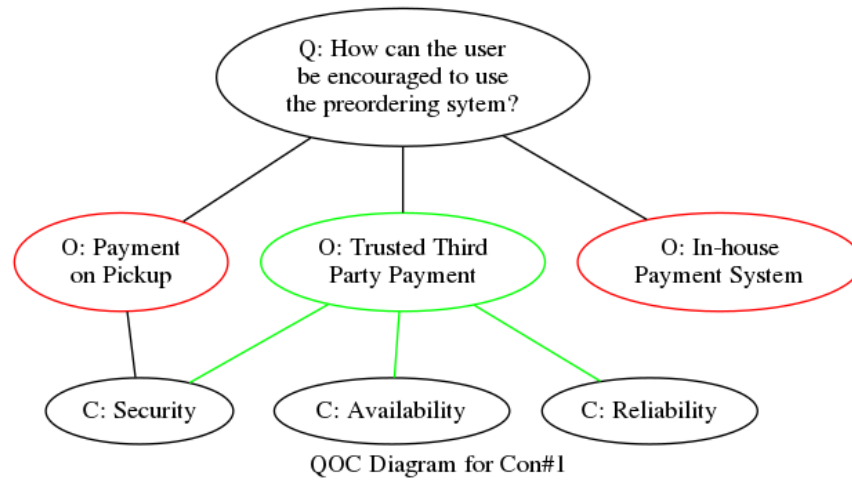 Q: How can the user
be encouraged to use
the preordering sytem?
O: Payment
on Pickup
O: Trusted Third
Party Payment
O: In-house
Payment System
C: Security
C: Availability
C: Reliability
QOC Diagram for Con#1